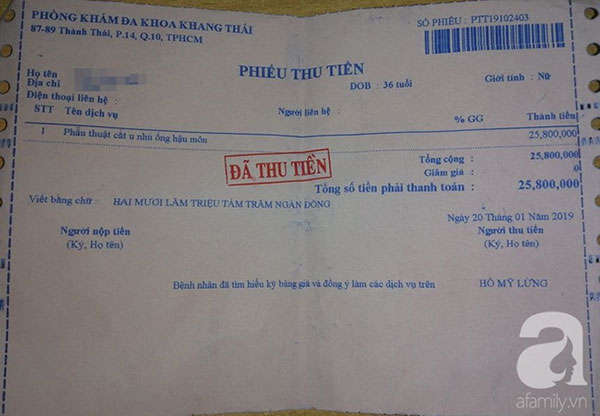 PHÒNG KHÁM ĐA KHOA KHANG THÁI
87-89 Thành Thái, P.14, Q.10, TPHCM
SỐ PHIẾU : PTT19102403
PHIẾU THU TIỀN
Họ tên
Địa chỉ
DOB : 36 tuổi
Giới tính : Nữ
Điện thoại liên hệ :
Người liên hệ :
STT Tên dịch vụ % GG Thành tiền
1 Phẫu thuật cắt u nhú ống hậu môn 25,800,000
ĐÃ THU TIỀN
Tổng cộng : 25,800,000
Giảm giá : 0
Tổng số tiền phải thanh toán : 25,800,000
Viết bằng chữ : HAI MƯƠI LĂM TRIỆU TÁM TRĂM NGÀN ĐỒNG
Ngày 20 Tháng 01 Năm 2019
Người nộp tiền Người thu tiền
(Ký, Họ tên) (Ký, Họ tên)
Bệnh nhân đã tìm hiểu kỹ bảng giá và đồng ý làm các dịch vụ trên
HỒ MỸ LỪNG
a
afamily.vn